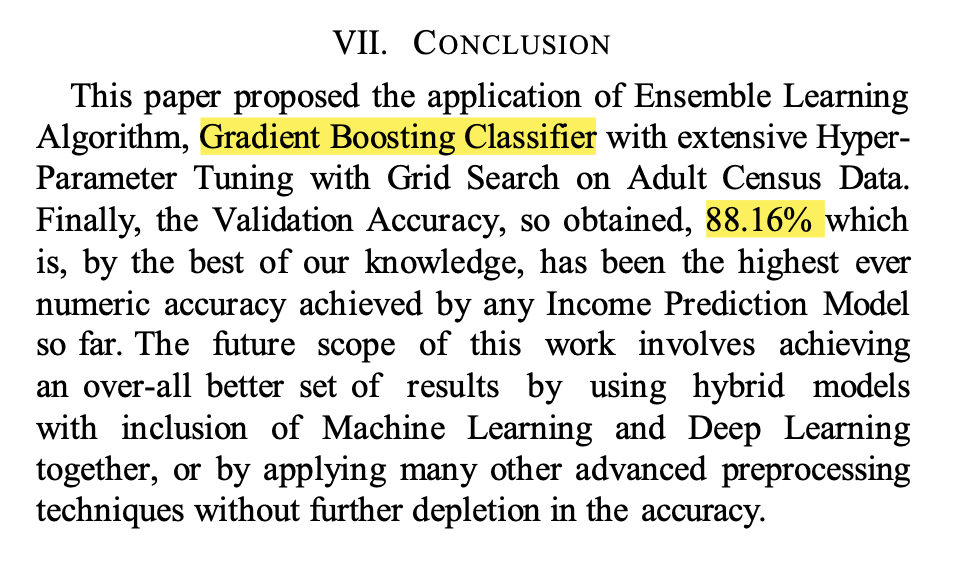 VII. CONCLUSION
This paper proposed the application of Ensemble Learning
Algorithm, Gradient Boosting Classifier with extensive Hyper-
Parameter Tuning with Grid Search on Adult Census Data.
Finally, the Validation Accuracy, so obtained, 88.16% which
is, by the best of our knowledge, has been the highest ever
numeric accuracy achieved by any Income Prediction Model
so far. The future scope of this work involves achieving
an over-all better set of results by using hybrid models
with inclusion of Machine Learning and Deep Learning
together, or by applying many other advanced preprocessing
techniques without further depletion in the accuracy.